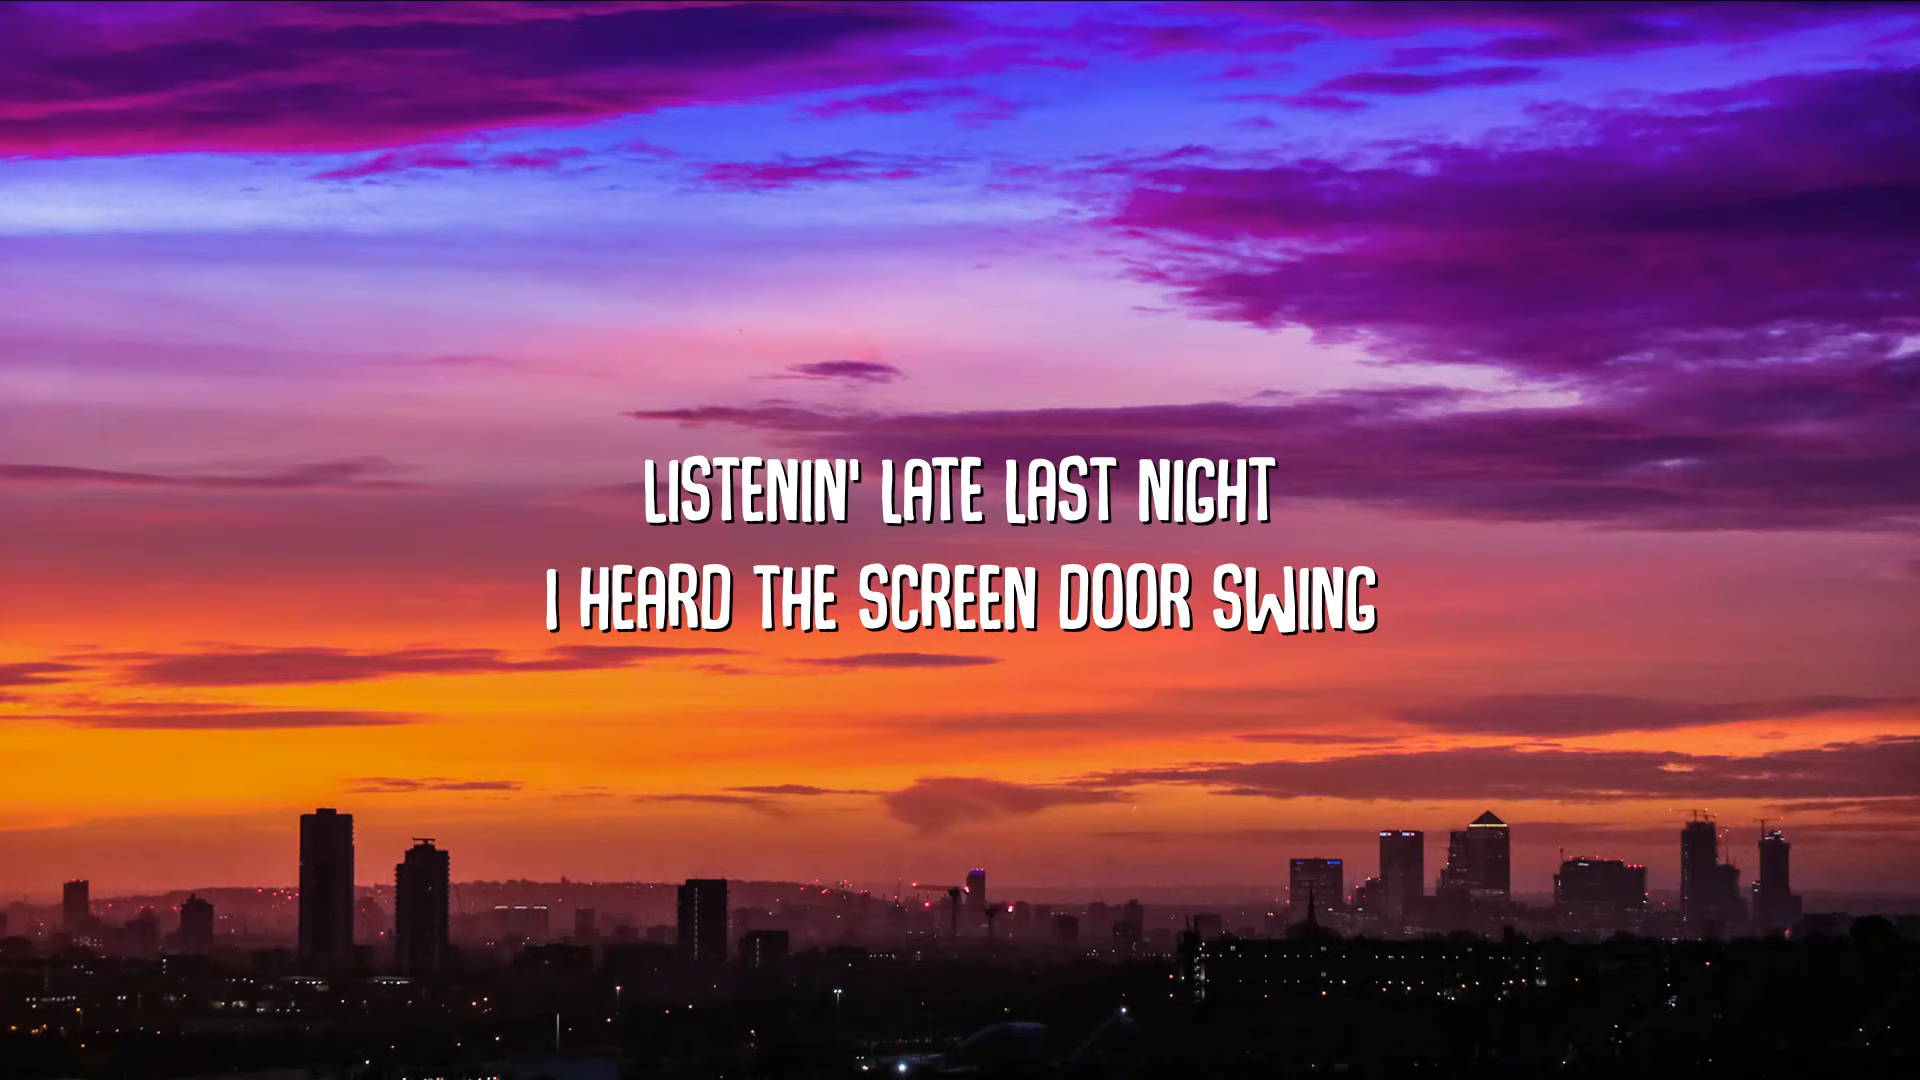 LISTENIN' LATE LAST NIGHT
I HEARD THE SCREEN DOOR SWING